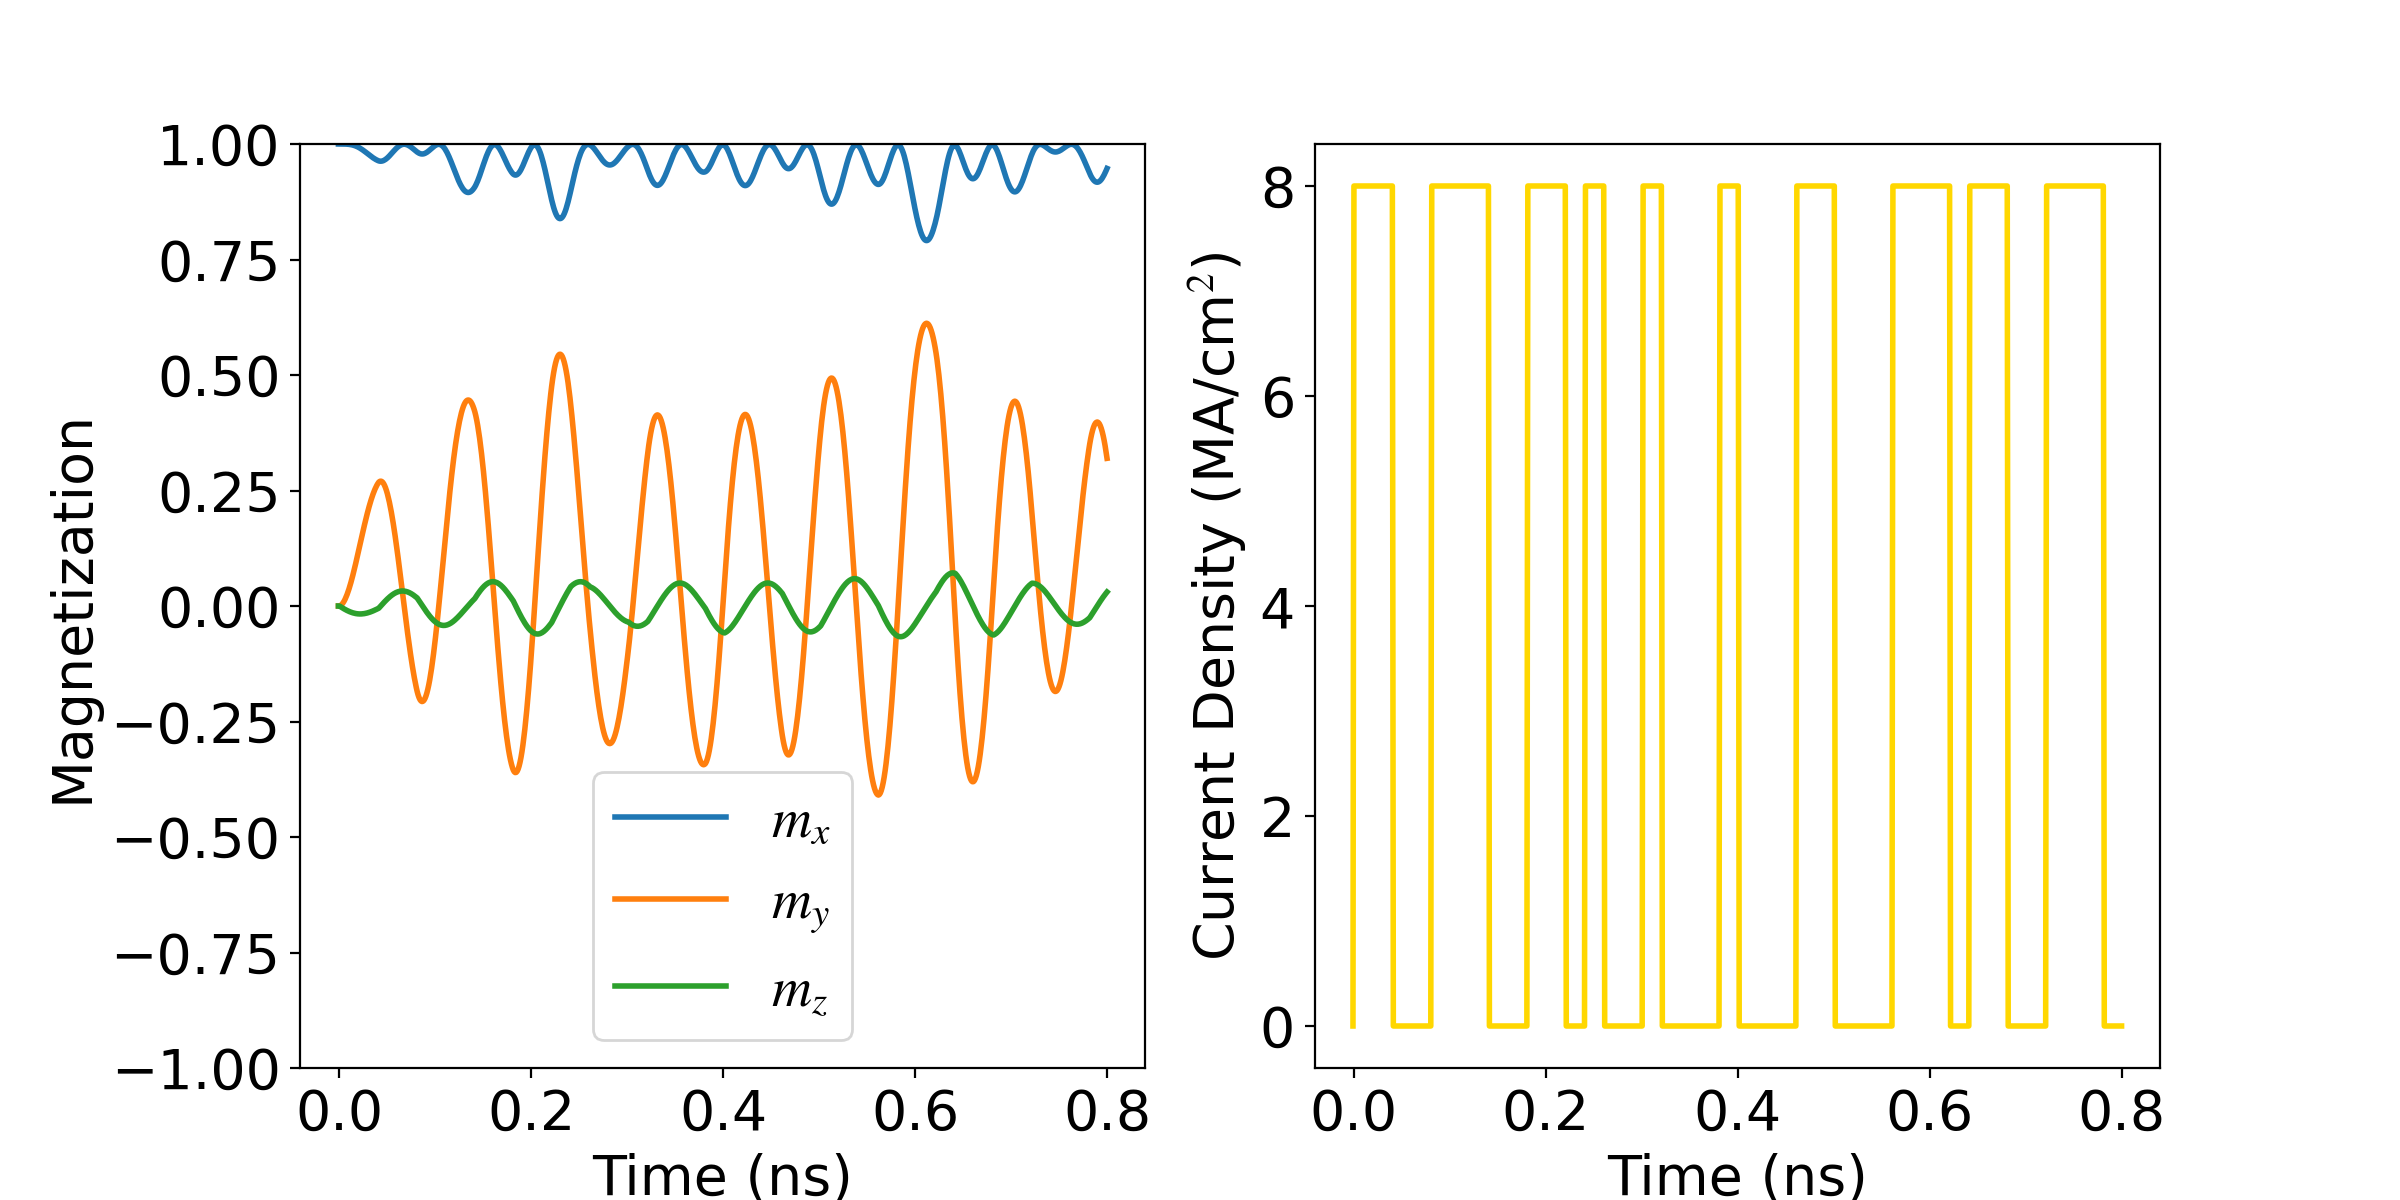 Magnetization
1.00
0.75
0.50
0.25
0.00
−0.25
−0.50
−0.75
−1.00
0.0 0.2 0.4 0.6 0.8
Time (ns)
m_x
m_y
m_z
Current Density (MA/cm²)
8
6
4
2
0
0.0 0.2 0.4 0.6 0.8
Time (ns)